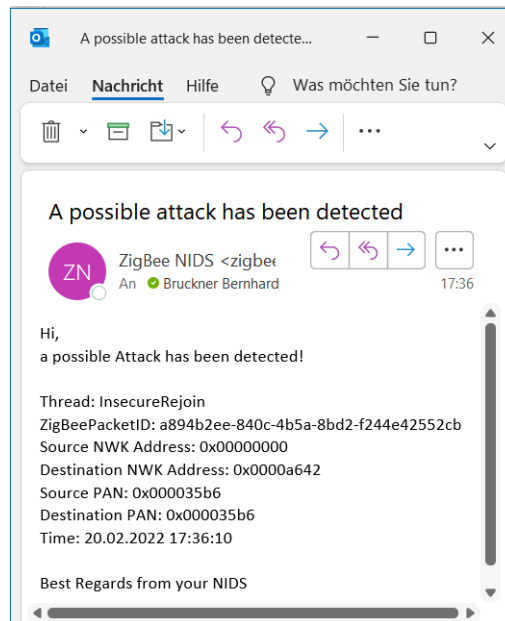 A possible attack has been detecte...
Datei Nachricht Hilfe Was möchten Sie tun?
A possible attack has been detected
ZN
ZigBee NIDS <zigbee
An Bruckner Bernhard
17:36
Hi,
a possible Attack has been detected!
Thread: InsecureRejoin
ZigBeePacketID: a894b2ee-840c-4b5a-8bd2-f244e42552cb
Source NWK Address: 0x00000000
Destination NWK Address: 0x0000a642
Source PAN: 0x000035b6
Destination PAN: 0x000035b6
Time: 20.02.2022 17:36:10
Best Regards from your NIDS